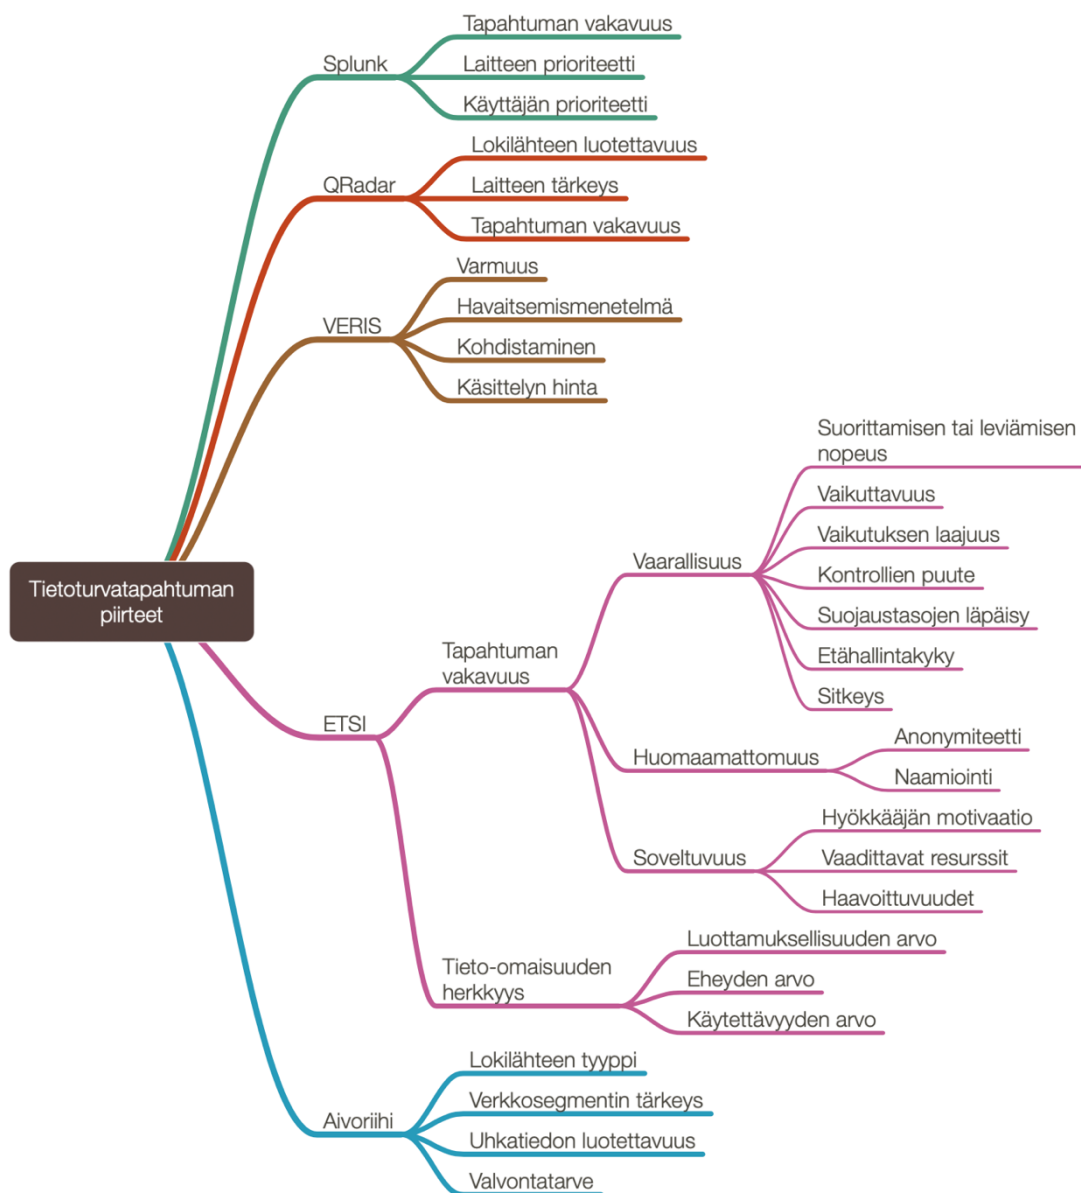 Tapahtuman vakavuus
Splunk
Laitteen prioriteetti
Käyttäjän prioriteetti
Lokilähteen luotettavuus
QRadar
Laitteen tärkeys
Tapahtuman vakavuus
Varmuus
Havaitsemismenetelmä
VERIS
Kohdistaminen
Käsittelyn hinta
Suorittamisen tai leviämisen
nopeus
Vaikuttavuus
Vaikutuksen laajuus
Vaarallisuus
Kontrollien puute
Suojaustasojen läpäisy
Etähallintakyky
Sitkeys
Tietoturvatapahtuman
piirteet
Tapahtuman
vakavuus
ETSI
Anonymiteetti
Huomaamattomuus
Naamiointi
Hyökkääjän motivaatio
Soveltuvuus
Vaadittavat resurssit
Haavoittuvuudet
Luottamuksellisuuden arvo
Tieto-omaisuuden
herkkyys
Eheyden arvo
Käytettävyyden arvo
Lokilähteen tyyppi
Verkkosegmentin tärkeys
Aivoriihi
Uhkatiedon luotettavuus
Valvontatarve